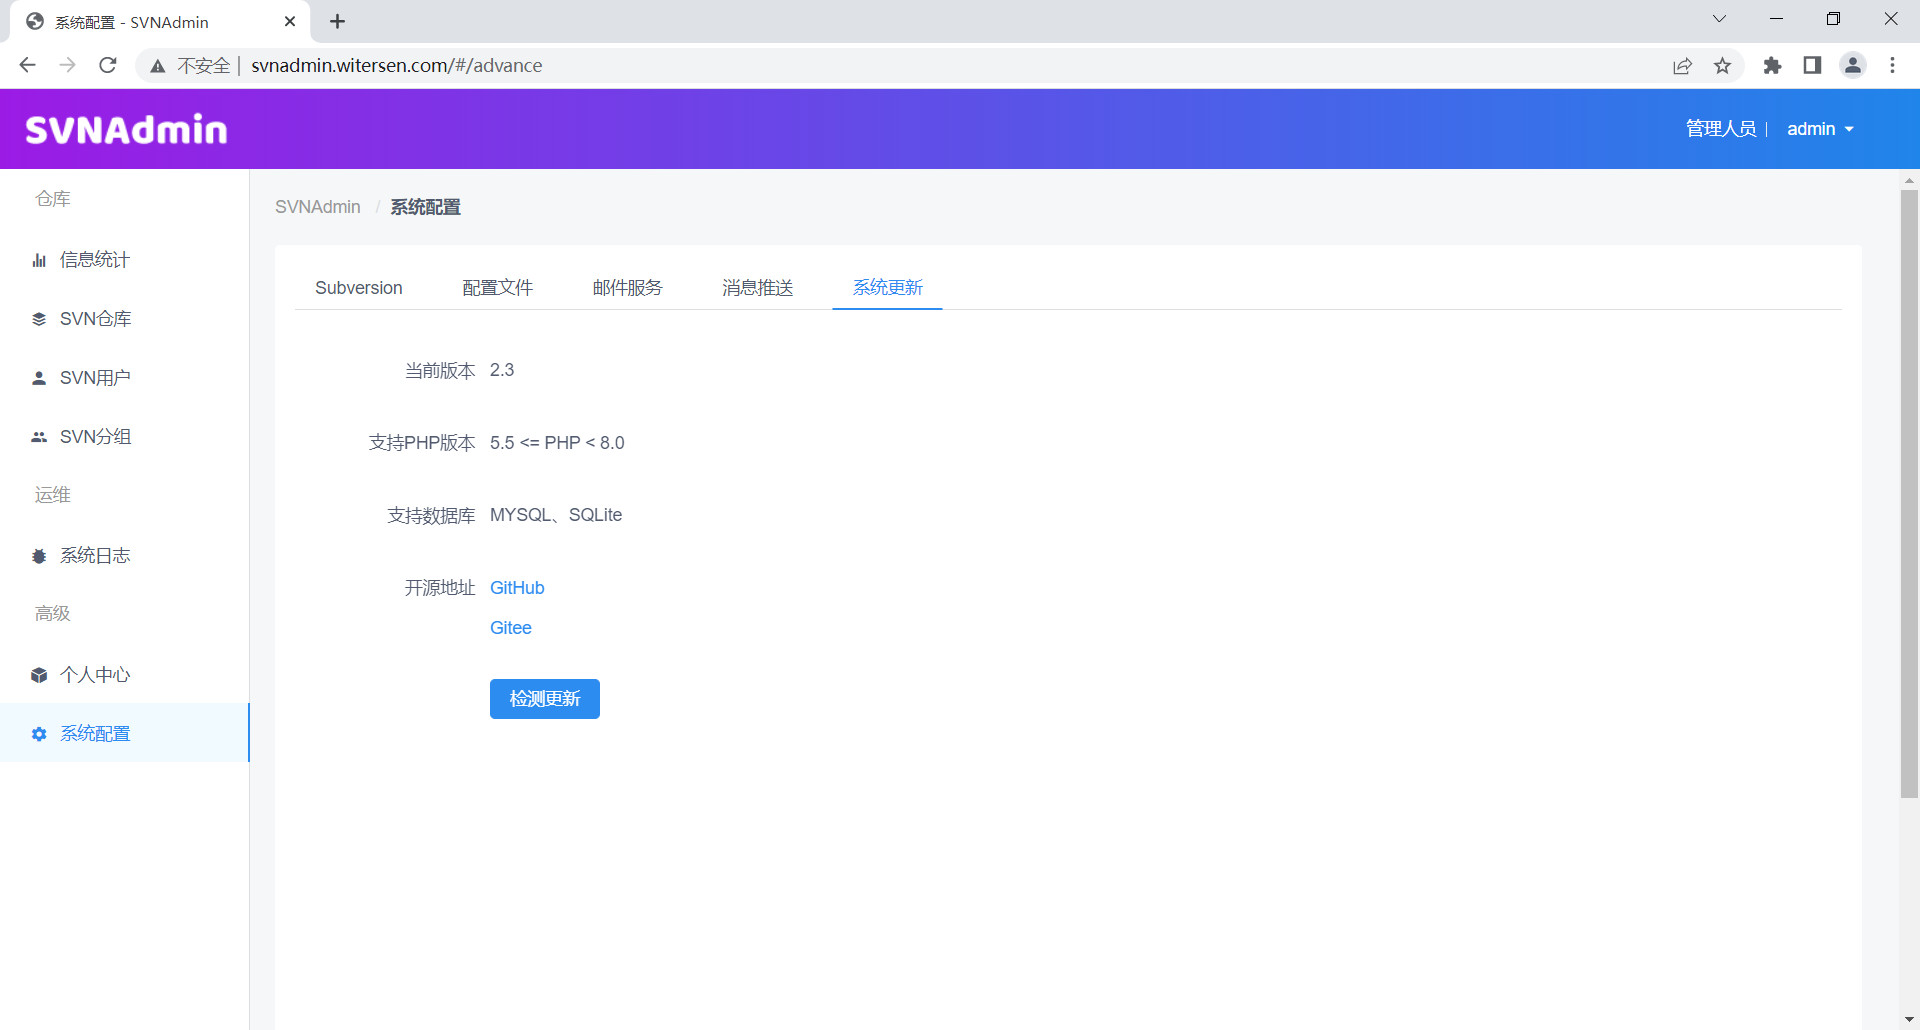 系统配置 - SVNAdmin
不安全 | svnadmin.witersen.com/#/advance
SVNAdmin
管理人员 | admin
仓库
信息统计
SVN仓库
SVN用户
SVN分组
运维
系统日志
高级
个人中心
系统配置
SVNAdmin / 系统配置
Subversion 配置文件 邮件服务 消息推送 系统更新
当前版本 2.3
支持PHP版本 5.5 <= PHP < 8.0
支持数据库 MYSQL、SQLite
开源地址 GitHub
Gitee
检测更新